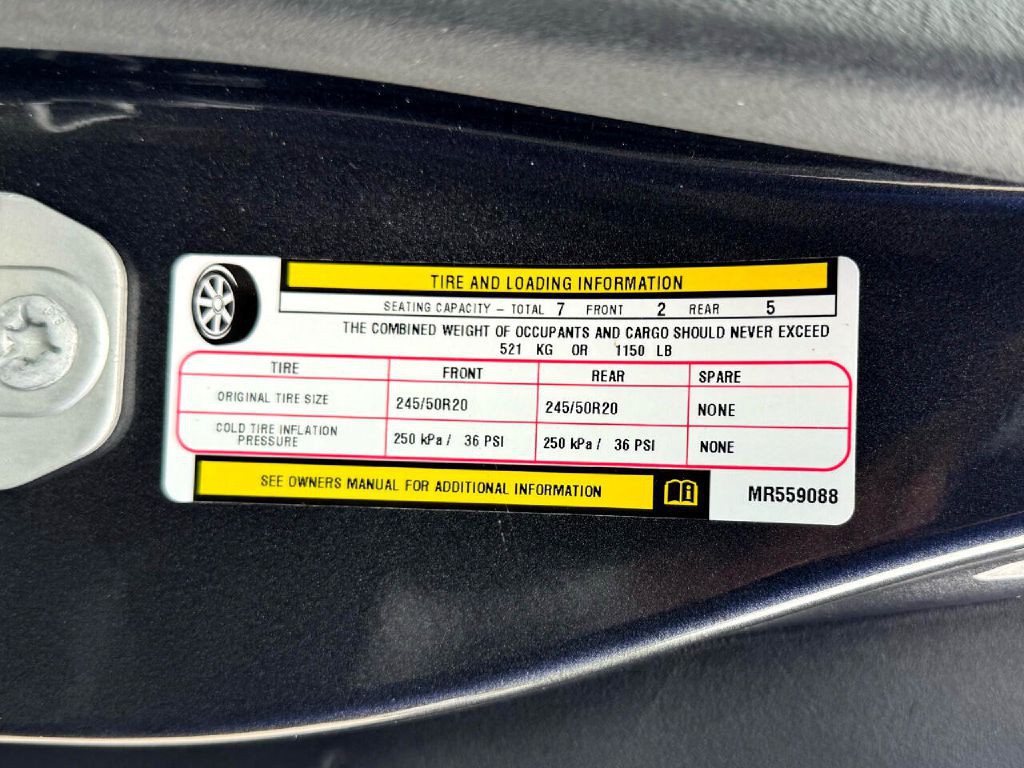 TIRE AND LOADING INFORMATION
SEATING CAPACITY - TOTAL 7 FRONT 2 REAR 5
THE COMBINED WEIGHT OF OCCUPANTS AND CARGO SHOULD NEVER EXCEED
521 KG OR 1150 LB
TIRE FRONT REAR SPARE
ORIGINAL TIRE SIZE 245/50R20 245/50R20 NONE
COLD TIRE INFLATION PRESSURE 250 kPa / 36 PSI 250 kPa / 36 PSI NONE
SEE OWNERS MANUAL FOR ADDITIONAL INFORMATION
MR559088